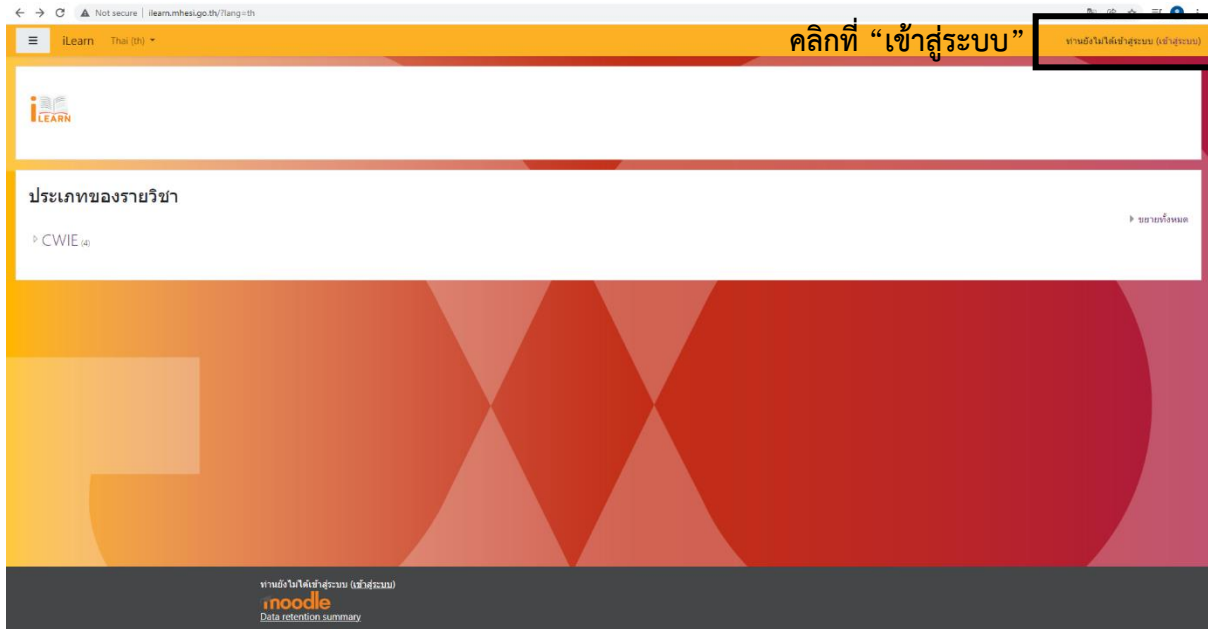 Not secure | ilearn.mhesi.go.th/?lang=th
iLearn Thai (th) คลิกที่ “เข้าสู่ระบบ” ท่านยังไม่ได้เข้าสู่ระบบ (เข้าสู่ระบบ)
i LEARN
ประเภทของรายวิชา
ขยายทั้งหมด
CWIE (4)
ท่านยังไม่ได้เข้าสู่ระบบ (เข้าสู่ระบบ)
moodle
Data retention summary